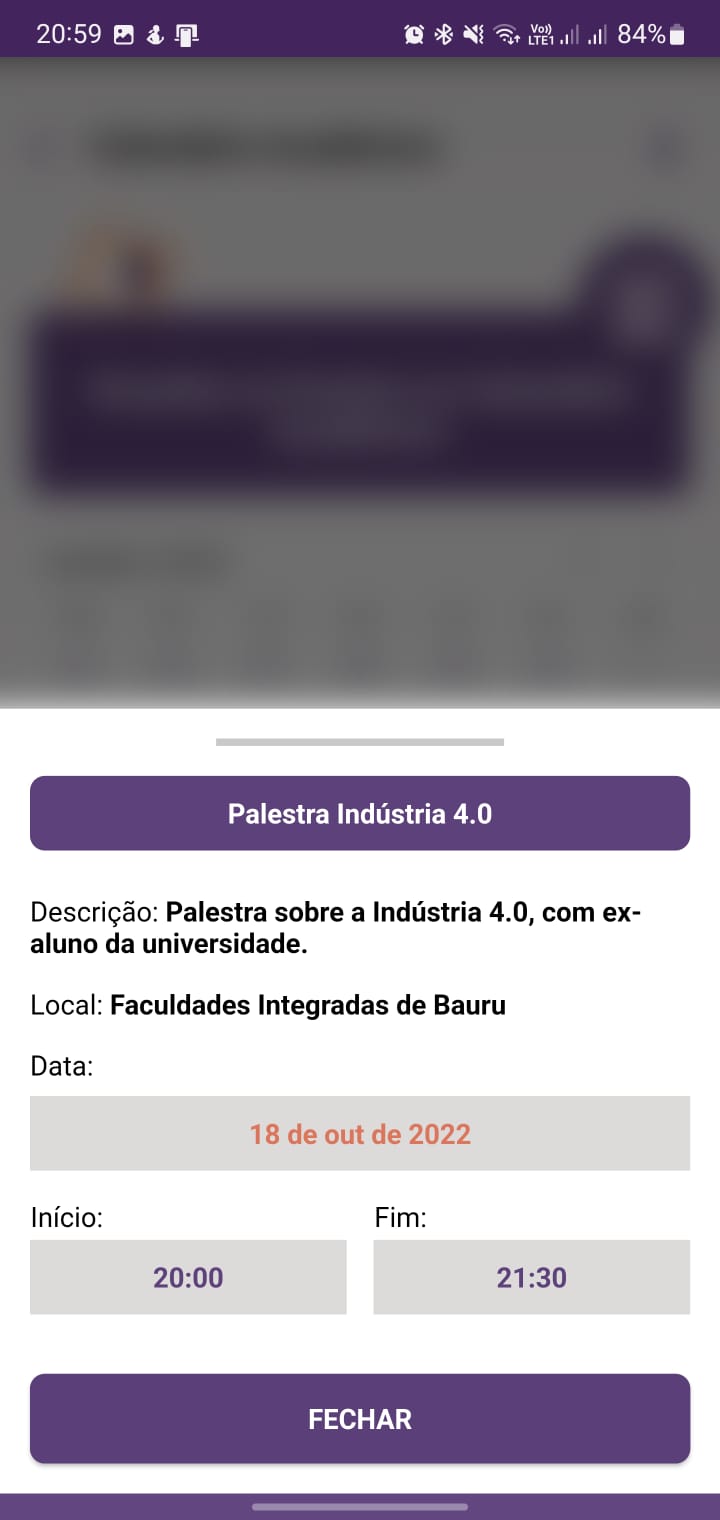 20:59
Vo)) LTE1 84%
Palestra Indústria 4.0
Descrição: Palestra sobre a Indústria 4.0, com ex-
aluno da universidade.
Local: Faculdades Integradas de Bauru
Data:
18 de out de 2022
Início: Fim:
20:00 21:30
FECHAR